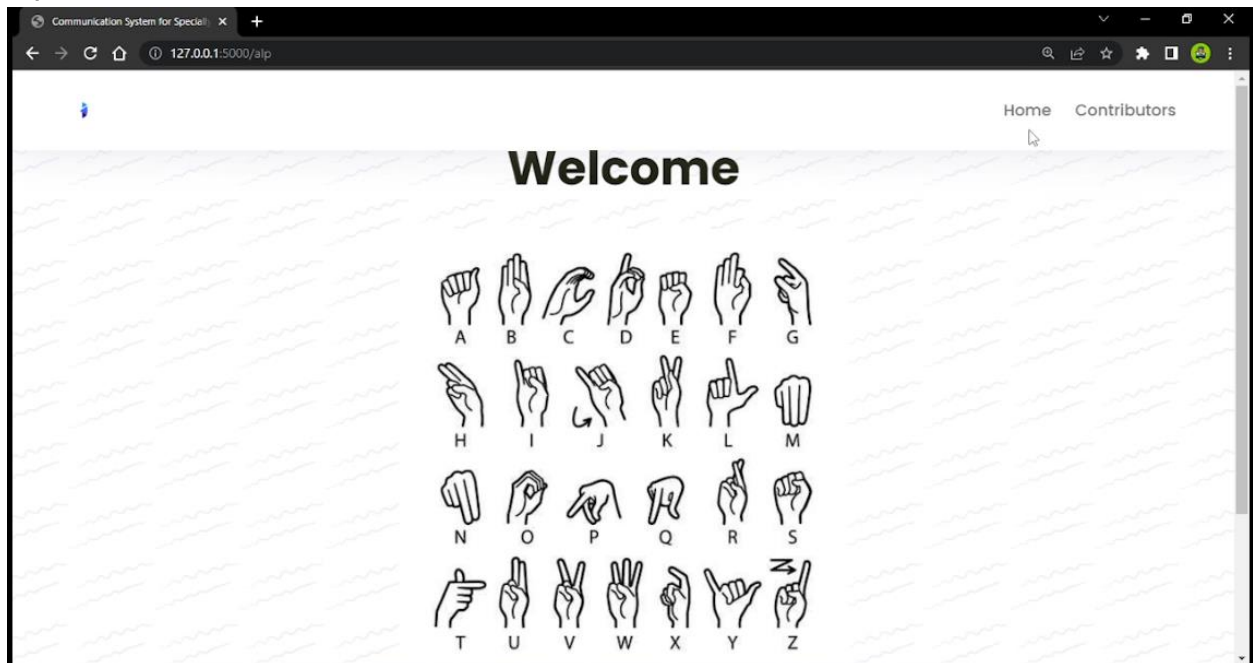 Communication System for Speciall
127.0.0.1:5000/alp
Home Contributors
Welcome
A B C D E F G
H I J K L M
N O P Q R S
T U V W X Y Z